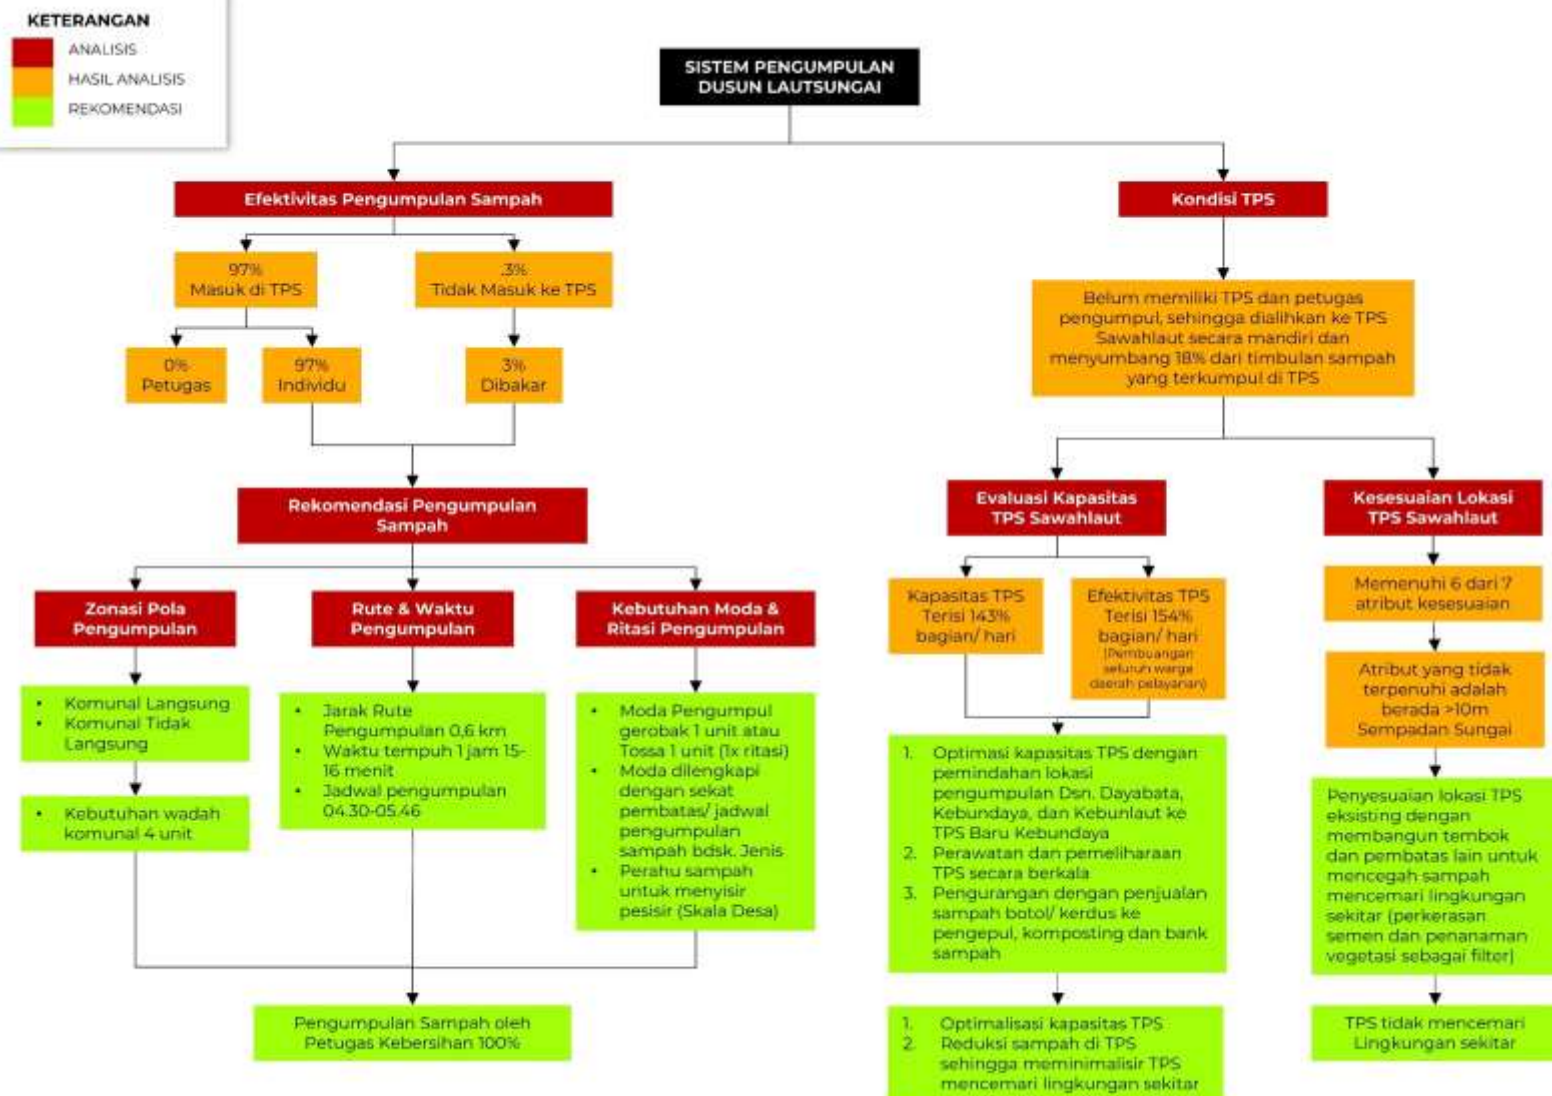 KETERANGAN
ANALISIS
HASIL ANALISIS
REKOMENDASI
SISTEM PENGUMPULAN
DUSUN LAUTSUNGAI
Efektivitas Pengumpulan Sampah
97%
Masuk di TPS
3%
Tidak Masuk ke TPS
0%
Petugas
97%
Individu
3%
Dibakar
Rekomendasi Pengumpulan
Sampah
Zonasi Pola
Pengumpulan
• Komunal Langsung
• Komunal Tidak
Langsung
• Kebutuhan wadah
komunal 4 unit
Rute & Waktu
Pengumpulan
• Jarak Rute
Pengumpulan 0,6 km
• Waktu tempuh 1 jam 15-
16 menit
• Jadwal pengumpulan
04.30-05.46
Kebutuhan Moda &
Ritasi Pengumpulan
• Moda Pengumpul
gerobak 1 unit atau
Tossa 1 unit (1x ritasi)
• Moda dilengkapi
dengan sekat
pembatas/ jadwal
pengumpulan
sampah bdsk. Jenis
• Perahu sampah
untuk menyisir
pesisir (Skala Desa)
Pengumpulan Sampah oleh
Petugas Kebersihan 100%
Kondisi TPS
Belum memiliki TPS dan petugas
pengumpul, sehingga dialihkan ke TPS
Sawahlaut secara mandiri dan
menyumbang 18% dari timbulan sampah
yang terkumpul di TPS
Evaluasi Kapasitas
TPS Sawahlaut
Kapasitas TPS
Terisi 143%
bagian/ hari
Efektivitas TPS
Terisi 154%
bagian/ hari
(Pembuangan
seluruh warga
daerah pelayanan)
1. Optimasi kapasitas TPS dengan
pemindahan lokasi
pengumpulan Dsn. Dayabata,
Kebundaya, dan Kebunlaut ke
TPS Baru Kebundaya
2. Perawatan dan pemeliharaan
TPS secara berkala
3. Pengurangan dengan penjualan
sampah botol/ kerdus ke
pengepul, komposting dan bank
sampah
1. Optimalisasi kapasitas TPS
2. Reduksi sampah di TPS
sehingga meminimalisir TPS
mencemari lingkungan sekitar
Kesesuaian Lokasi
TPS Sawahlaut
Memenuhi 6 dari 7
atribut kesesuaian
Atribut yang tidak
terpenuhi adalah
berada >10m
Sempadan Sungai
Penyesuaian lokasi TPS
eksisting dengan
membangun tembok
dan pembatas lain untuk
mencegah sampah
mencemari lingkungan
sekitar (perkerasan
semen dan penanaman
vegetasi sebagai filter)
TPS tidak mencemari
Lingkungan sekitar